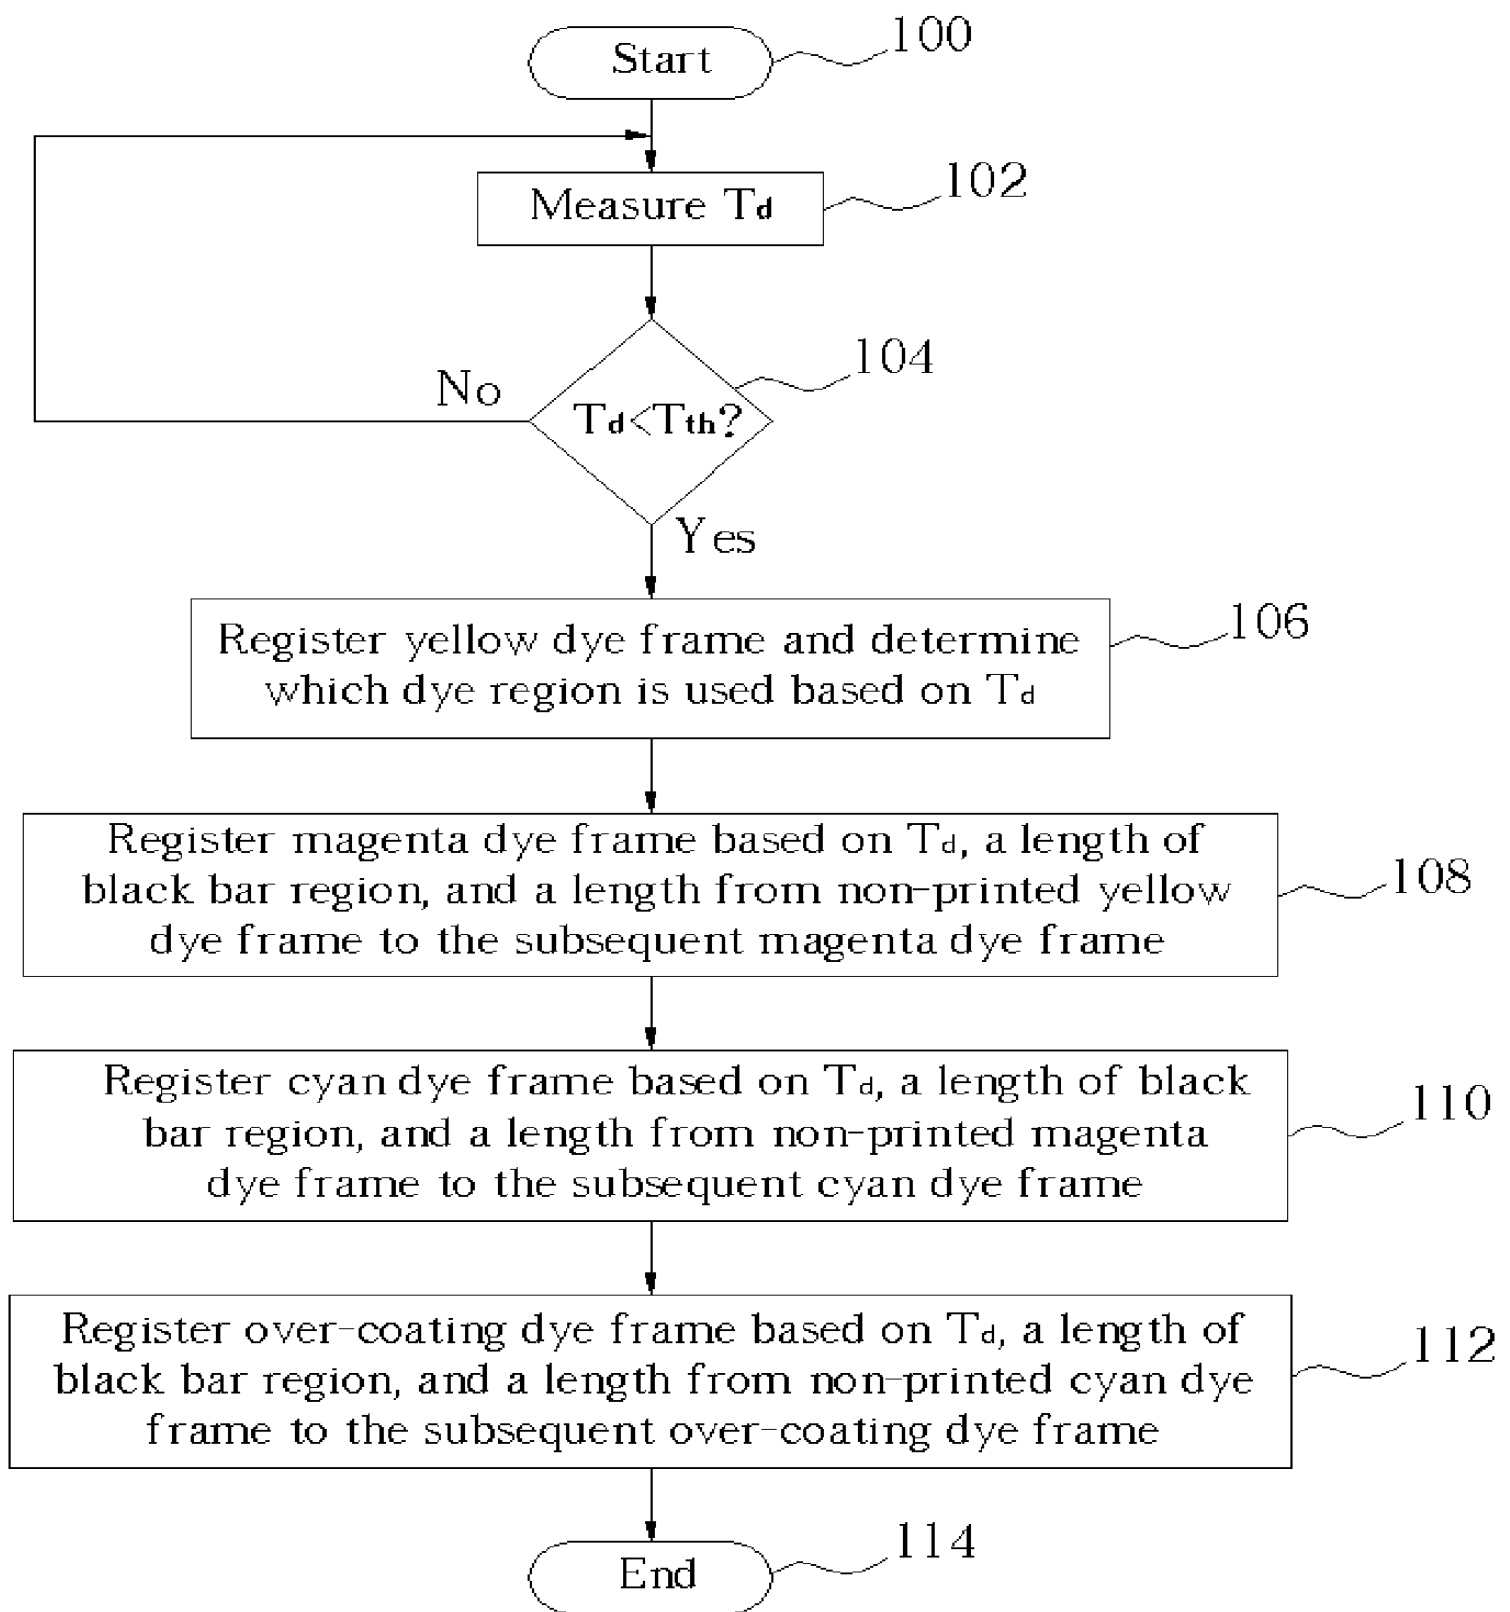 Start
100
Measure Td
102
Td<Tth?
104
No
Yes
Register yellow dye frame and determine
which dye region is used based on Td
106
Register magenta dye frame based on Td, a length of
black bar region, and a length from non-printed yellow
dye frame to the subsequent magenta dye frame
108
Register cyan dye frame based on Td, a length of black
bar region, and a length from non-printed magenta
dye frame to the subsequent cyan dye frame
110
Register over-coating dye frame based on Td, a length of
black bar region, and a length from non-printed cyan dye
frame to the subsequent over-coating dye frame
112
End
114